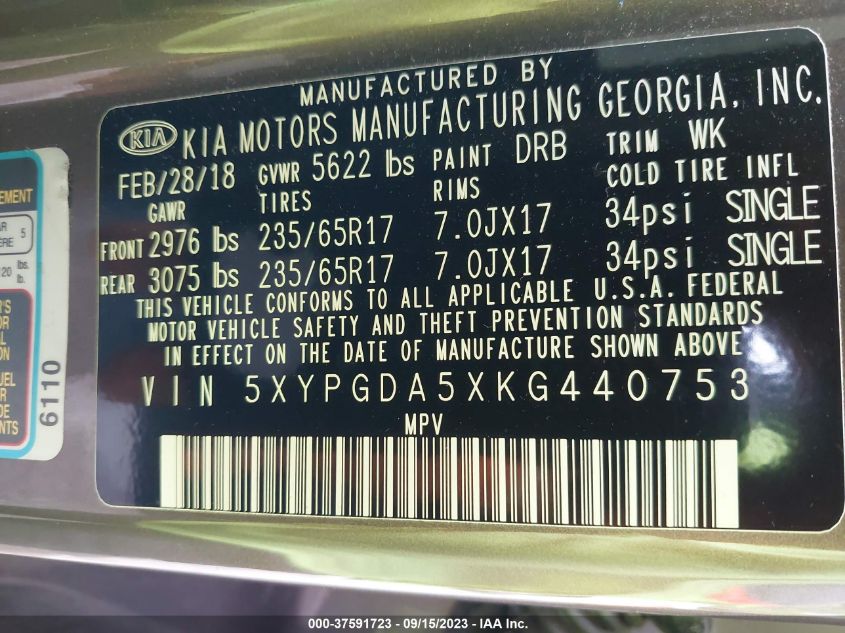 MANUFACTURED BY
KIA KIA MOTORS MANUFACTURING GEORGIA, INC.
FEB/28/18 GVWR 5622 lbs PAINT DRB TRIM WK
GAWR TIRES RIMS COLD TIRE INFL
FRONT 2976 lbs 235/65R17 7.0JX17 34psi SINGLE
REAR 3075 lbs 235/65R17 7.0JX17 34psi SINGLE
THIS VEHICLE CONFORMS TO ALL APPLICABLE U.S.A. FEDERAL
MOTOR VEHICLE SAFETY AND THEFT PREVENTION STANDARDS
IN EFFECT ON THE DATE OF MANUFACTURE SHOWN ABOVE
VIN 5XYPGDA5XKG440753
MPV
5
lbs.
lb.
6110
000-37591723 - 09/15/2023 - © IAA Inc.